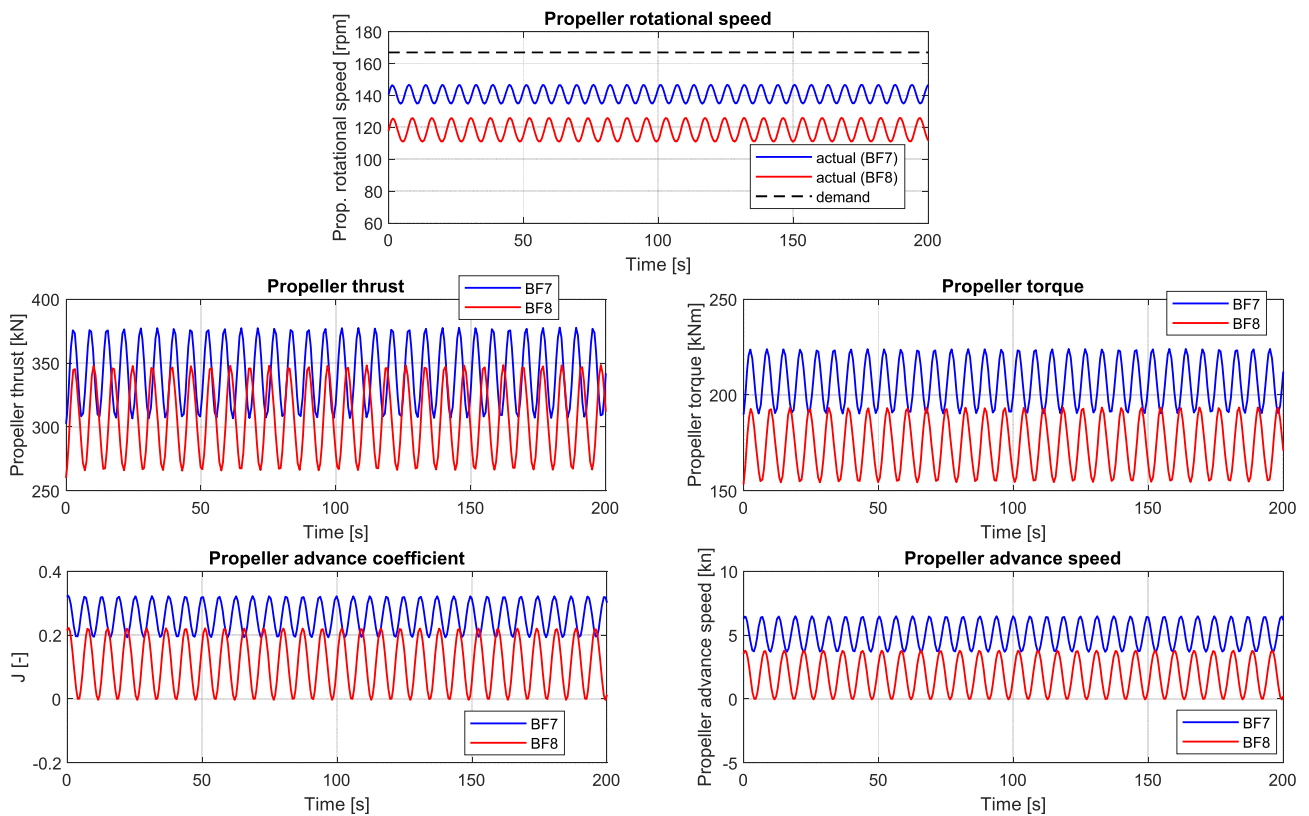 Propeller rotational speed
Prop. rotational speed [rpm]
180
160
140
120
100
80
60
0
50
100
150
200
Time [s]
actual (BF7)
actual (BF8)
demand
Propeller thrust
Propeller thrust [kN]
400
350
300
250
0
50
100
150
200
Time [s]
BF7
BF8
Propeller torque
Propeller torque [kNm]
250
200
150
0
50
100
150
200
Time [s]
BF7
BF8
Propeller advance coefficient
J [-]
0.4
0.2
0
-0.2
0
50
100
150
200
Time [s]
BF7
BF8
Propeller advance speed
Propeller advance speed [kn]
10
5
0
-5
0
50
100
150
200
Time [s]
BF7
BF8